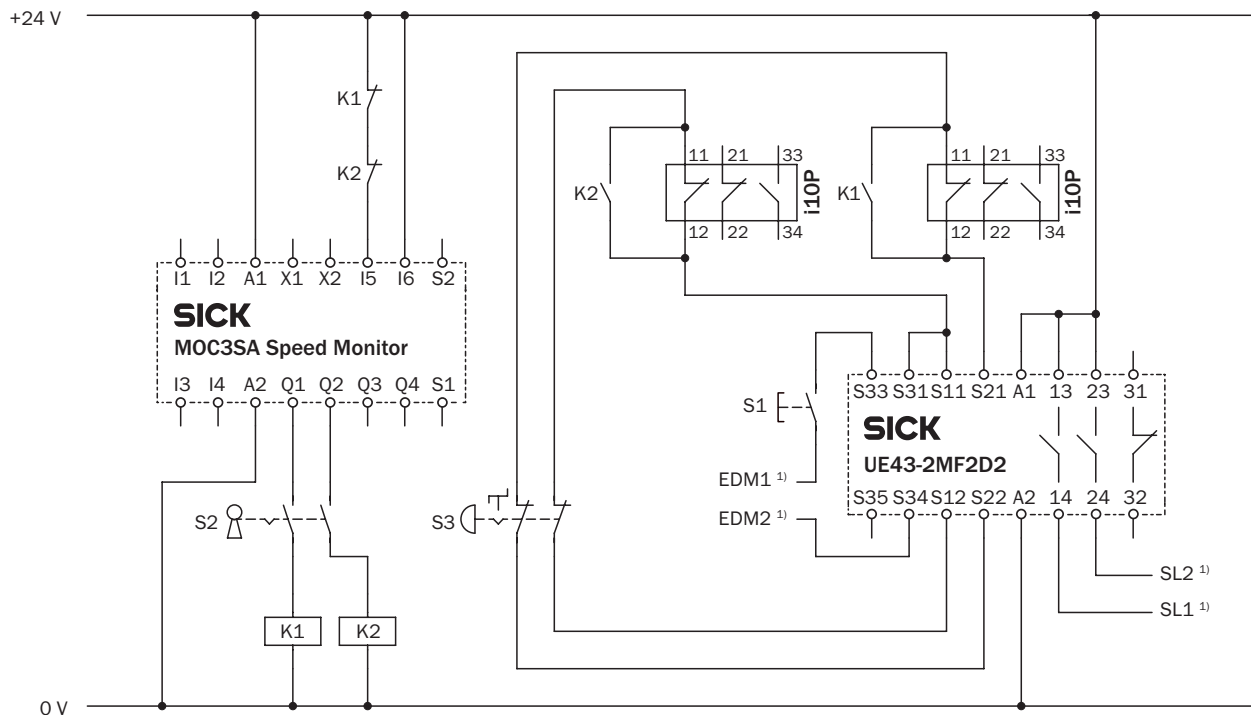 +24 V
K1
K2
11 21 33
12 22 34
i10P
K2
K1
11 21 33
12 22 34
i10P
I1 I2 A1 X1 X2 I5 I6 S2
SICK
MOC3SA Speed Monitor
I3 I4 A2 Q1 Q2 Q3 Q4 S1
S1
S33 S31 S11 S21 A1 13 23 31
SICK
UE43-2MF2D2
S35 S34 S12 S22 A2 14 24 32
EDM1 1)
EDM2 1)
S2
S3
SL2 1)
SL1 1)
K1 K2
0 V